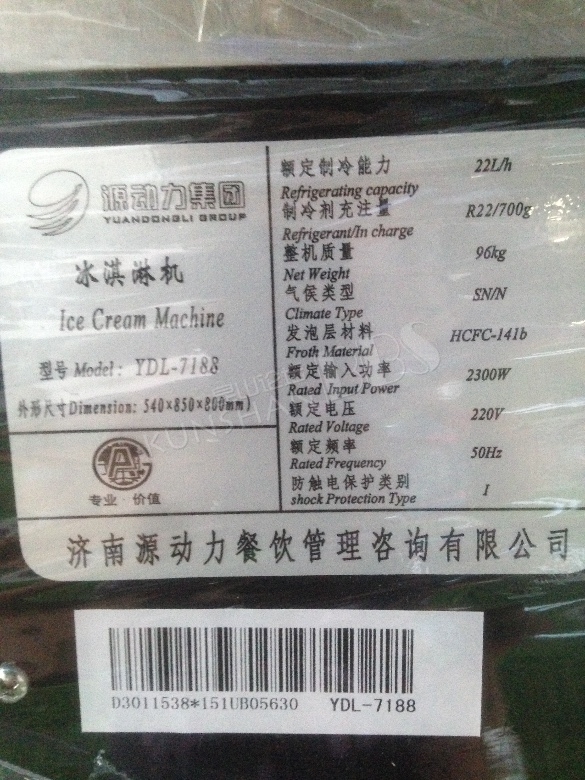 源动力集团
YUANDONGLI GROUP
冰淇淋机
Ice Cream Machine
型号 Model: YDL-7188
外形尺寸Dimension: 540×850×800mm)
专业·价值
额定制冷能力 22L/h
Refrigerating capacity
制冷剂充注量 R22/700g
Refrigerant/In charge
整机质量 96kg
Net Weight
气侯类型 SN/N
Climate Type
发泡层材料 HCFC-141b
Froth Material
额定输入功率 2300W
Rated Input Power
额定电压 220V
Rated Voltage
额定频率 50Hz
Rated Frequency
防触电保护类别 I
shock Protection Type
济南源动力餐饮管理咨询有限公司
D3011538*151UB05630 YDL-7188